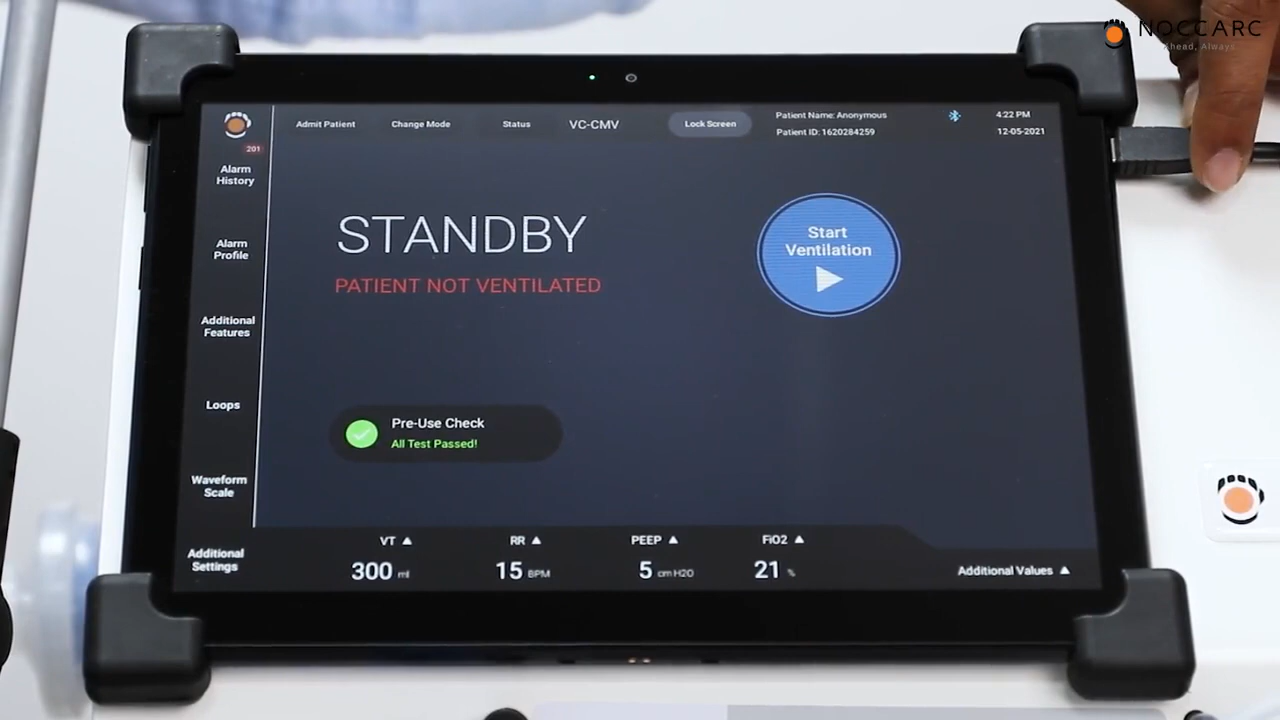 NOCCARC
Ahead, Always
Admit Patient
Change Mode
Status
VC-CMV
Lock Screen
Patient Name: Anonymous
Patient ID: 1620284259
4:22 PM
12-05-2021
201
Alarm
History
Alarm
Profile
Additional
Features
Loops
Waveform
Scale
Additional
Settings
STANDBY
PATIENT NOT VENTILATED
Start
Ventilation
Pre-Use Check
All Test Passed!
VT ▲
300 ml
RR ▲
15 BPM
PEEP ▲
5 cmH2O
FiO2 ▲
21 %
Additional Values ▲